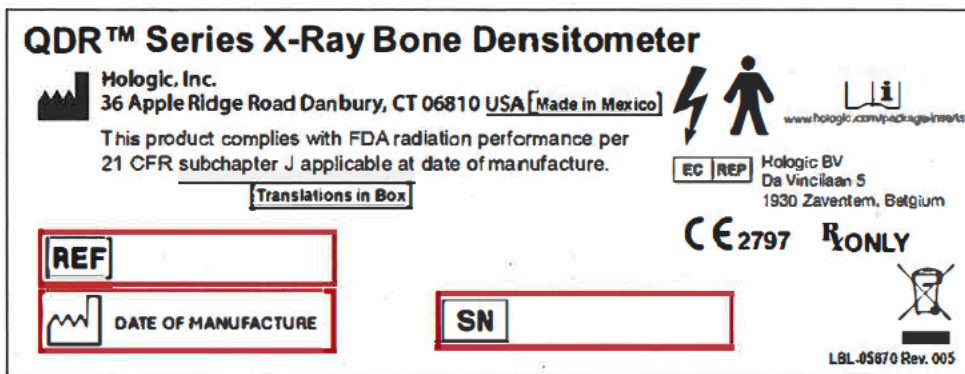 QDR™ Series X-Ray Bone Densitometer
Hologic, Inc.
36 Apple Ridge Road Danbury, CT 06810 USA Made in Mexico
This product complies with FDA radiation performance per
21 CFR subchapter J applicable at date of manufacture.
Translations in Box
www.hologic.com/package-inserts
EC REP
Hologic BV
Da Vincilaan 5
1930 Zaventem, Belgium
CE 2797
Rx ONLY
REF
DATE OF MANUFACTURE
SN
LBL-05870 Rev. 005